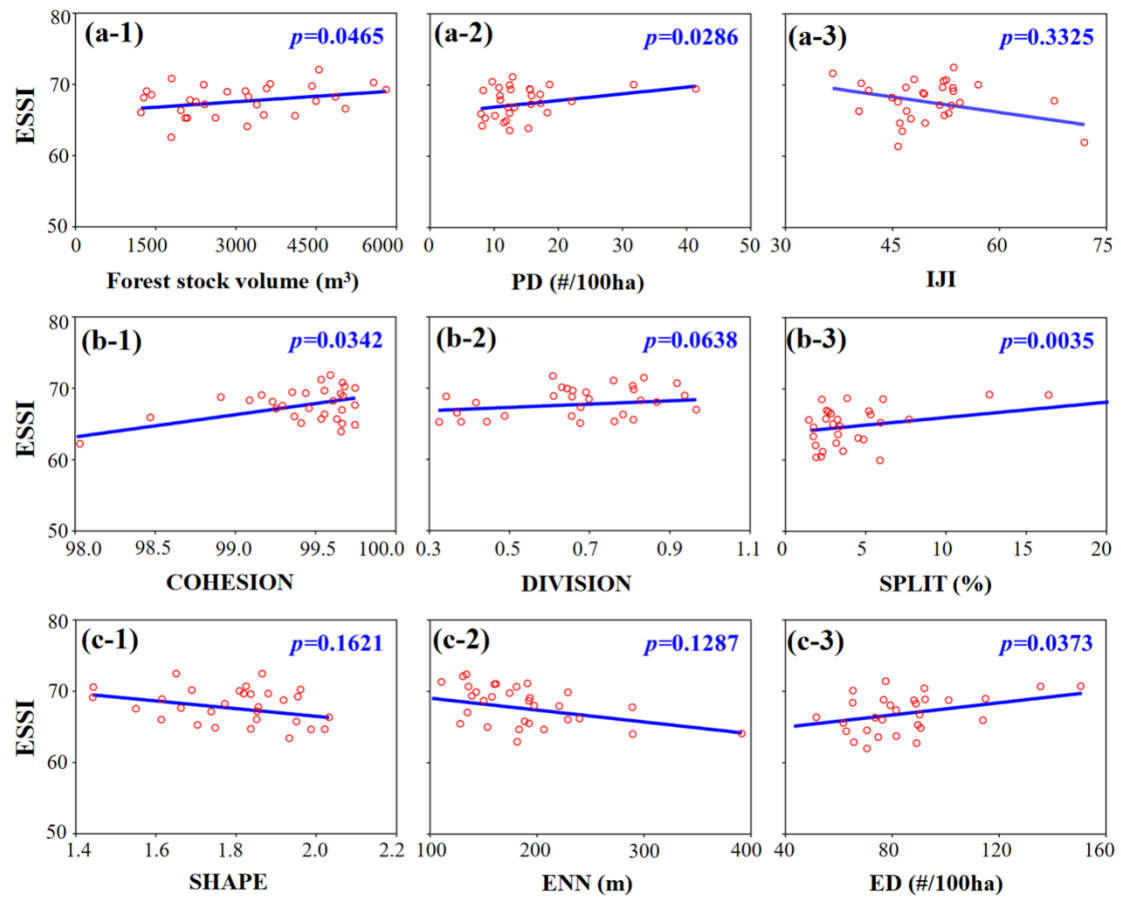 80
70
60
50
ESSI
(a-1)
p=0.0465
0 1500 3000 4500 6000
Forest stock volume (m³)
(a-2)
p=0.0286
0 10 20 30 40 50
PD (#/100ha)
(a-3)
p=0.3325
30 45 60 75
IJI
80
70
60
50
ESSI
(b-1)
p=0.0342
98.0 98.5 99.0 99.5 100.0
COHESION
(b-2)
p=0.0638
0.3 0.5 0.7 0.9 1.1
DIVISION
(b-3)
p=0.0035
0 5 10 15 20
SPLIT (%)
80
70
60
50
ESSI
(c-1)
p=0.1621
1.4 1.6 1.8 2.0 2.2
SHAPE
(c-2)
p=0.1287
100 200 300 400
ENN (m)
(c-3)
p=0.0373
40 80 120 160
ED (#/100ha)